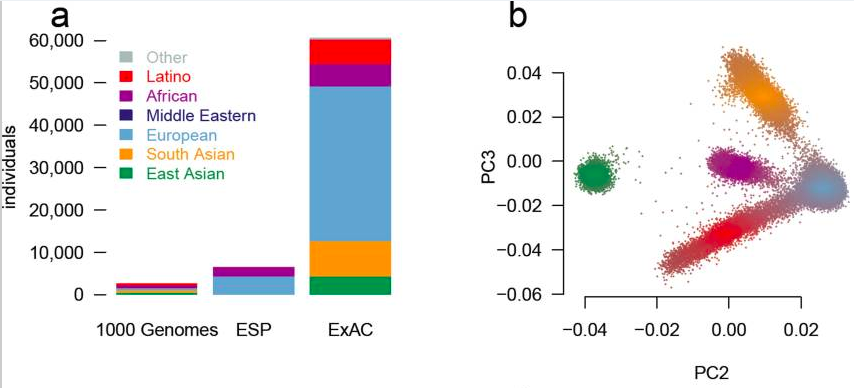 a
individuals
60,000
50,000
40,000
30,000
20,000
10,000
0
Other
Latino
African
Middle Eastern
European
South Asian
East Asian
1000 Genomes
ESP
ExAC
b
PC3
0.04
0.02
0.00
−0.02
−0.04
−0.06
−0.04
−0.02
0.00
0.02
PC2